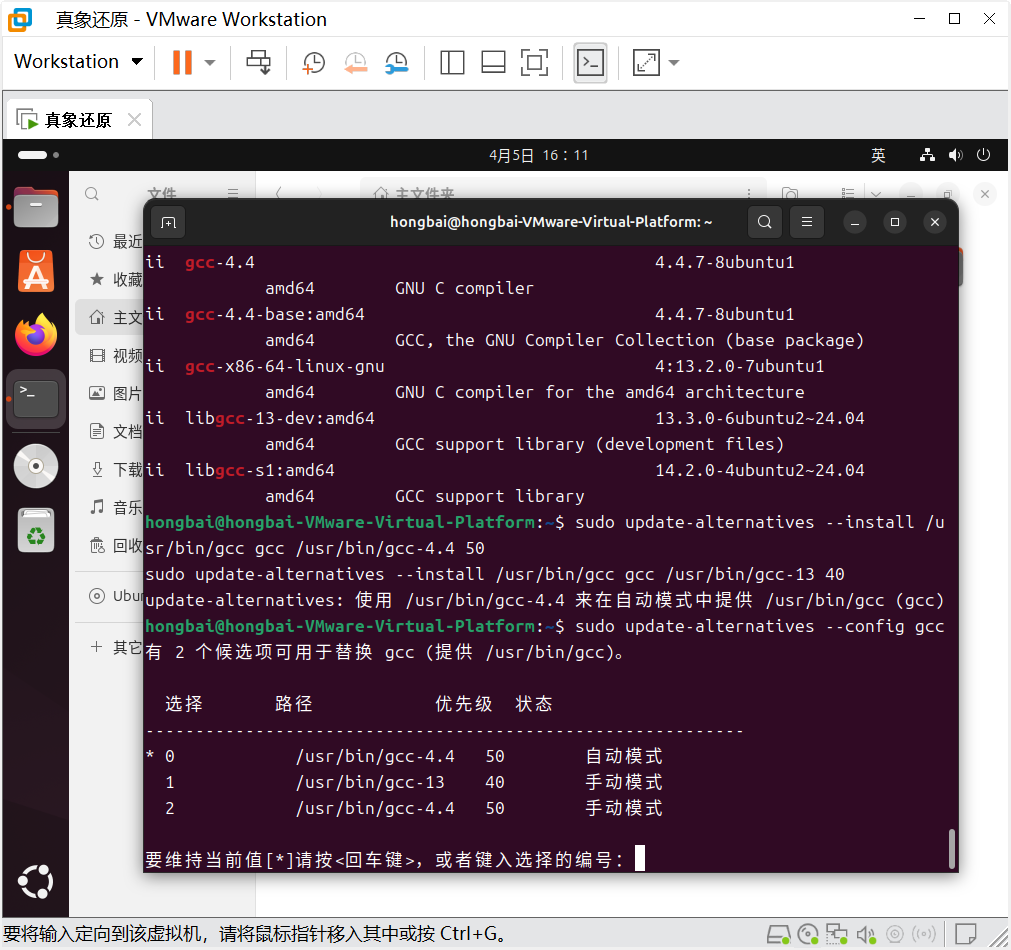 真象还原 - VMware Workstation
Workstation
真象还原
4月5日 16：11
英
文件
主文件夹
hongbai@hongbai-VMware-Virtual-Platform: ~
最近
收藏
主文
视频
图片
文档
下载
音乐
回收
Ubun
其它
ii gcc-4.4 4.4.7-8ubuntu1
amd64 GNU C compiler
ii gcc-4.4-base:amd64 4.4.7-8ubuntu1
amd64 GCC, the GNU Compiler Collection (base package)
ii gcc-x86-64-linux-gnu 4:13.2.0-7ubuntu1
amd64 GNU C compiler for the amd64 architecture
ii libgcc-13-dev:amd64 13.3.0-6ubuntu2~24.04
amd64 GCC support library (development files)
ii libgcc-s1:amd64 14.2.0-4ubuntu2~24.04
amd64 GCC support library
hongbai@hongbai-VMware-Virtual-Platform:~$ sudo update-alternatives --install /u
sr/bin/gcc gcc /usr/bin/gcc-4.4 50
sudo update-alternatives --install /usr/bin/gcc gcc /usr/bin/gcc-13 40
update-alternatives: 使用 /usr/bin/gcc-4.4 来在自动模式中提供 /usr/bin/gcc (gcc)
hongbai@hongbai-VMware-Virtual-Platform:~$ sudo update-alternatives --config gcc
有 2 个候选项可用于替换 gcc (提供 /usr/bin/gcc)。
选择 路径 优先级 状态
------------------------------------------------------------
* 0 /usr/bin/gcc-4.4 50 自动模式
1 /usr/bin/gcc-13 40 手动模式
2 /usr/bin/gcc-4.4 50 手动模式
要维持当前值[*]请按<回车键>，或者键入选择的编号：
要将输入定向到该虚拟机，请将鼠标指针移入其中或按 Ctrl+G。